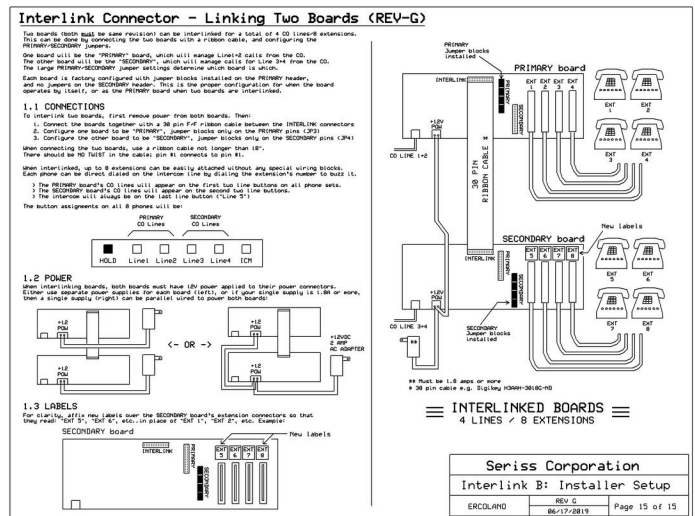 Interlink Connector - Linking Two Boards (REV-G)
Two boards (both must be same revision) can be interlinked for a total of 4 CO lines-8 extensions.
This can be done by connecting the two boards with a ribbon cable, and configuring the
PRIMARY-SECONDARY jumpers.
One board will be the "PRIMARY" board, which will manage Line1+2 calls from the CO.
The other board will be the "SECONDARY", which will manage calls for Line 3+4 from the CO.
The large PRIMARY/SECONDARY jumper settings determine which board is which.
Each board is factory configured with jumper blocks installed on the PRIMARY header,
and no jumpers on the SECONDARY header. This is the proper configuration for when the board
operates by itself, or as the PRIMARY board when two boards are interlinked.
1.1 CONNECTIONS
To interlink two boards, first remove power from both boards. Then:
1. Connect the boards together with a 30 pin F/F ribbon cable between the INTERLINK connectors
2. Configure one board to be "PRIMARY", jumper blocks only on the PRIMARY pins (JP3)
3. Configure the other board to be "SECONDARY", jumper blocks only on the SECONDARY pins (JP4)
When connecting the two boards, use a ribbon cable not longer than 18".
There should be NO TWIST in the cable; pin #1 connects to pin #1.
When interlinked, up to 8 extensions can be easily attached without any special wiring blocks.
Each phone can be direct dialed on the intercom line by dialing the extension's number to buzz it.
> The PRIMARY board's CO lines will appear on the first two line buttons on all phone sets.
> The SECONDARY board's CO lines will appear on the second two line buttons.
> The intercom will always be on the last line button ("Line 5")
The button assignments on all 8 phones will be:
PRIMARY
CO Lines
SECONDARY
CO Lines
HOLD Line1 Line2 Line3 Line4 ICM
1.2 POWER
When interlinking boards, both boards must have 12V power applied to their power connectors.
Either use separate power supplies for each board (left), or if your single supply is 1.8A or more,
then a single supply (right) can be parallel wired to power both boards!
+12
POW
+12
POW
<- OR ->
+12
POW
+12
POW
+12VDC
2 AMP
AC ADAPTER
1.3 LABELS
For clarity, affix new labels over the SECONDARY board's extension connectors so that
they read: "EXT 5", "EXT 6", etc..in place of "EXT 1", "EXT 2", etc. Example:
SECONDARY board
New labels
INTERLINK
PRIMARY
SECONDARY
EXT 5
EXT 6
EXT 7
EXT 8
PRIMARY
Jumper blocks
installed
PRIMARY board
INTERLINK
PRIMARY
SECONDARY
EXT 1
EXT 2
EXT 3
EXT 4
EXT 1
EXT 2
EXT 3
EXT 4
+12V
POW
CO LINE 1+2
30 PIN
RIBBON CABLE *
SECONDARY board
New labels
INTERLINK
PRIMARY
SECONDARY
EXT 5
EXT 6
EXT 7
EXT 8
EXT 5
EXT 6
EXT 7
EXT 8
+12V
POW
CO LINE 3+4
**
SECONDARY
Jumper blocks
installed
** Must be 1.8 amps or more
* 30 pin cable e.g. Digikey H3AAH-3018G-ND
INTERLINKED BOARDS
4 LINES / 8 EXTENSIONS
Seriss Corporation
Interlink B: Installer Setup
ERCOLANO
REV G
06/17/2019
Page 15 of 15